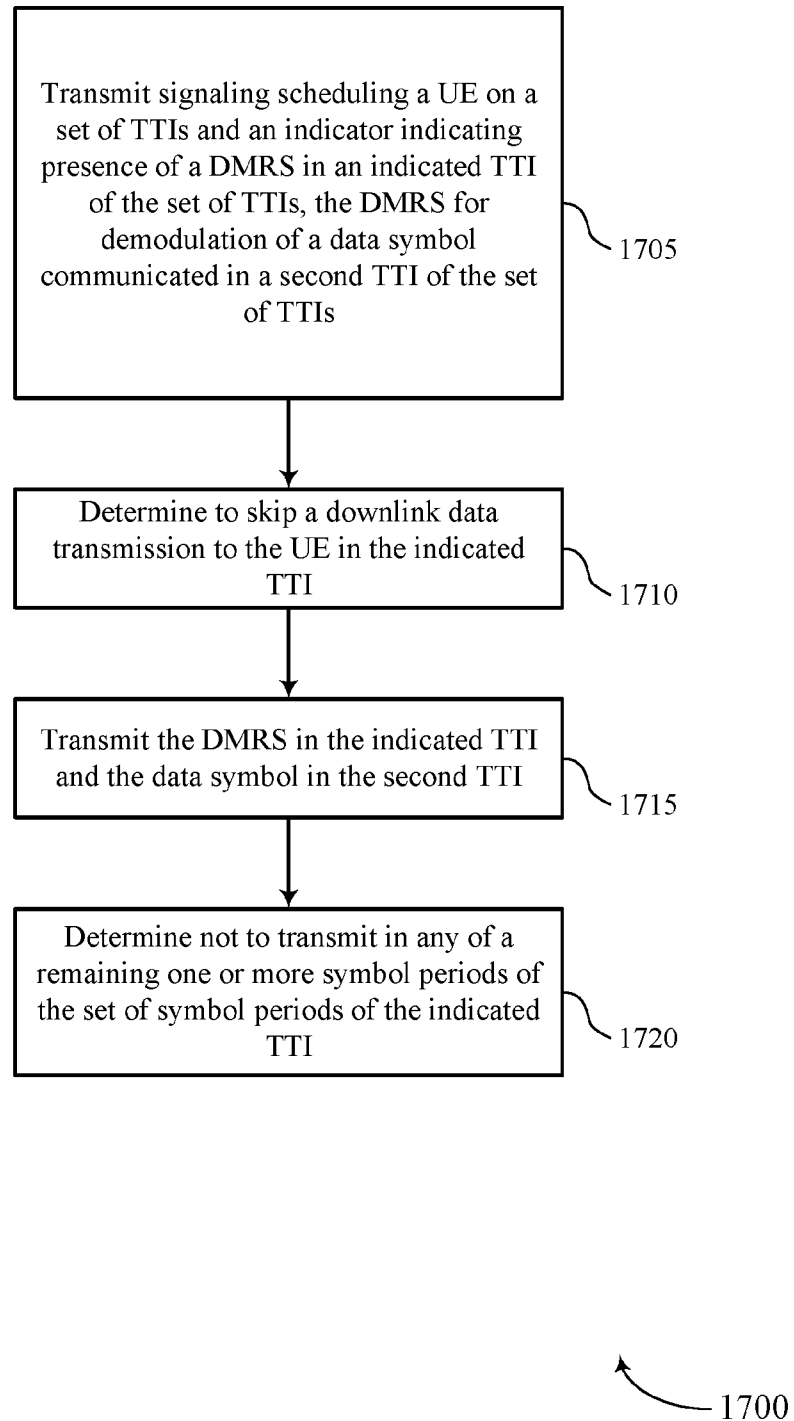 Transmit signaling scheduling a UE on a
set of TTIs and an indicator indicating
presence of a DMRS in an indicated TTI
of the set of TTIs, the DMRS for
demodulation of a data symbol
communicated in a second TTI of the set
of TTIs
1705
Determine to skip a downlink data
transmission to the UE in the indicated
TTI
1710
Transmit the DMRS in the indicated TTI
and the data symbol in the second TTI
1715
Determine not to transmit in any of a
remaining one or more symbol periods of
the set of symbol periods of the indicated
TTI
1720
1700